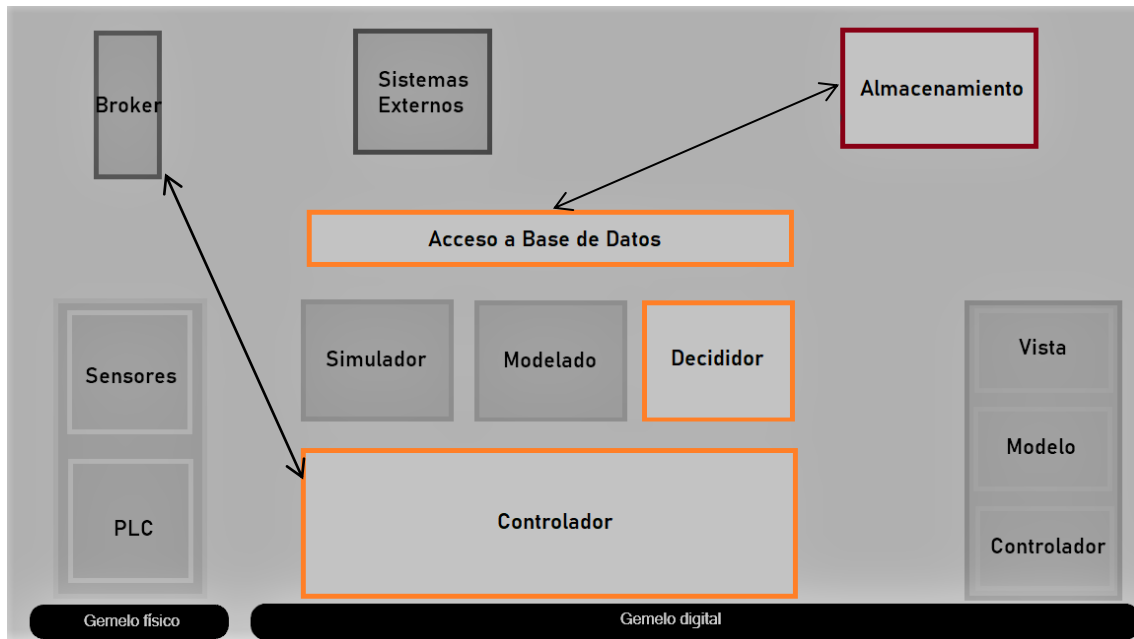 Broker
Sistemas
Externos
Almacenamiento
Acceso a Base de Datos
Sensores
PLC
Simulador
Modelado
Decididor
Controlador
Vista
Modelo
Controlador
Gemelo físico
Gemelo digital